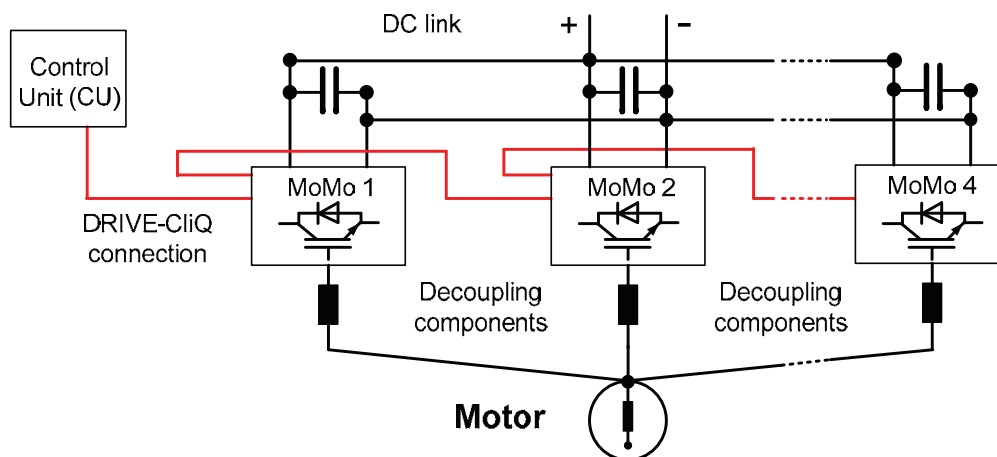 DC link
+ -
Control
Unit (CU)
MoMo 1
MoMo 2
MoMo 4
DRIVE-CliQ
connection
Decoupling
components
Decoupling
components
Motor